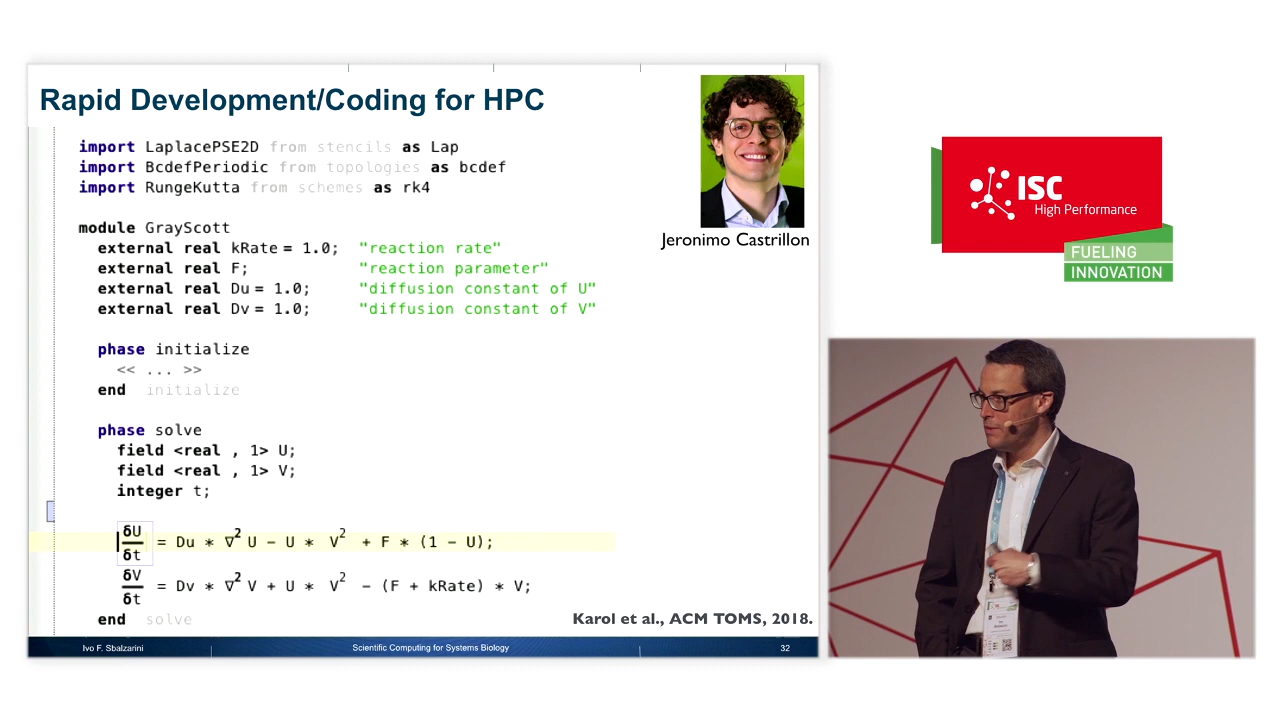 Rapid Development/Coding for HPC
import LaplacePSE2D from stencils as Lap
import BcdefPeriodic from topologies as bcdef
import RungeKutta from schemes as rk4
module GrayScott
external real kRate = 1.0; "reaction rate"
external real F; "reaction parameter"
external real Du = 1.0; "diffusion constant of U"
external real Dv = 1.0; "diffusion constant of V"
phase initialize
<< ... >>
end initialize
phase solve
field <real , 1> U;
field <real , 1> V;
integer t;
δU/δt = Du * ∇² U − U * V² + F * (1 − U);
δV/δt = Dv * ∇² V + U * V² − (F + kRate) * V;
end solve
Jeronimo Castrillon
Karol et al., ACM TOMS, 2018.
Ivo F. Sbalzarini
Scientific Computing for Systems Biology
32
ISC
High Performance
FUELING
INNOVATION